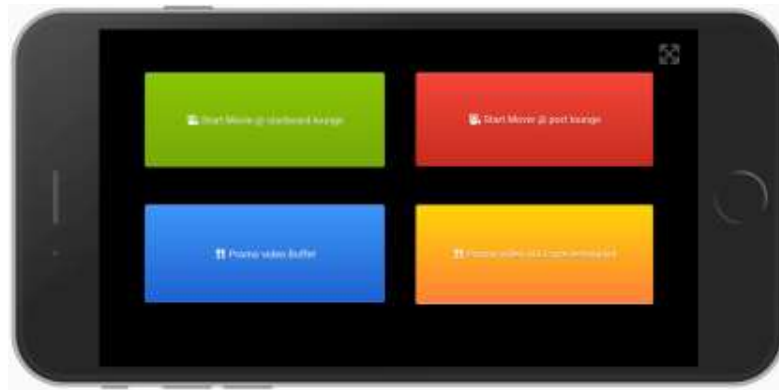 Start Movie @ starboard lounge
Start Movie @ port lounge
Promo video Buffet
Promo video